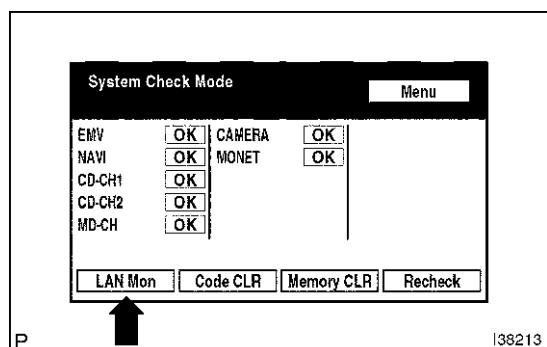 System Check Mode
Menu
EMV OK CAMERA OK
NAVI OK MONET OK
CD-CH1 OK
CD-CH2 OK
MD-CH OK
LAN Mon Code CLR Memory CLR Recheck
P I38213